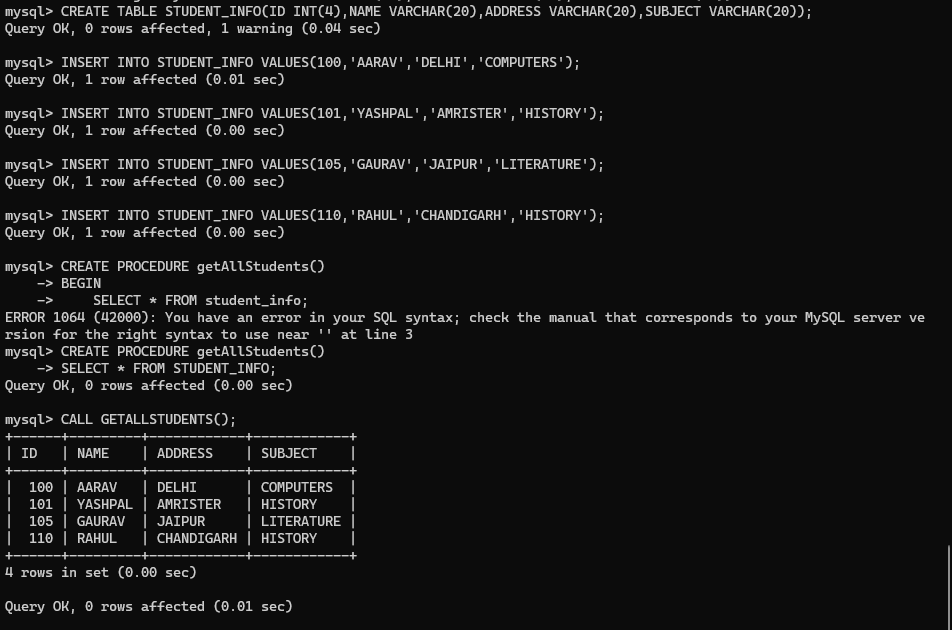 mysql> CREATE TABLE STUDENT_INFO(ID INT(4),NAME VARCHAR(20),ADDRESS VARCHAR(20),SUBJECT VARCHAR(20));
Query OK, 0 rows affected, 1 warning (0.04 sec)

mysql> INSERT INTO STUDENT_INFO VALUES(100,'AARAV','DELHI','COMPUTERS');
Query OK, 1 row affected (0.01 sec)

mysql> INSERT INTO STUDENT_INFO VALUES(101,'YASHPAL','AMRISTER','HISTORY');
Query OK, 1 row affected (0.00 sec)

mysql> INSERT INTO STUDENT_INFO VALUES(105,'GAURAV','JAIPUR','LITERATURE');
Query OK, 1 row affected (0.00 sec)

mysql> INSERT INTO STUDENT_INFO VALUES(110,'RAHUL','CHANDIGARH','HISTORY');
Query OK, 1 row affected (0.00 sec)

mysql> CREATE PROCEDURE getAllStudents()
    -> BEGIN
    ->     SELECT * FROM student_info;
ERROR 1064 (42000): You have an error in your SQL syntax; check the manual that corresponds to your MySQL server ve
rsion for the right syntax to use near '' at line 3
mysql> CREATE PROCEDURE getAllStudents()
    -> SELECT * FROM STUDENT_INFO;
Query OK, 0 rows affected (0.00 sec)

mysql> CALL GETALLSTUDENTS();
+------+---------+------------+------------+
| ID   | NAME    | ADDRESS    | SUBJECT    |
+------+---------+------------+------------+
|  100 | AARAV   | DELHI      | COMPUTERS  |
|  101 | YASHPAL | AMRISTER   | HISTORY    |
|  105 | GAURAV  | JAIPUR     | LITERATURE |
|  110 | RAHUL   | CHANDIGARH | HISTORY    |
+------+---------+------------+------------+
4 rows in set (0.00 sec)

Query OK, 0 rows affected (0.01 sec)